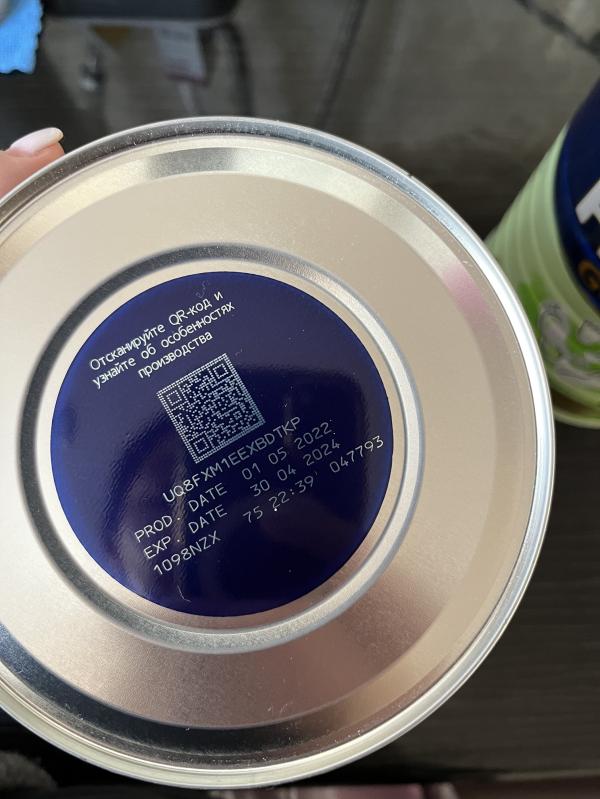 Отсканируйте QR-код и
узнайте об особенностях
производства
UQ8FXM1EEXBDTKP
PROD. DATE 01 05 2022
EXP. DATE 30 04 2024
1098NZX 75 22:39 047793